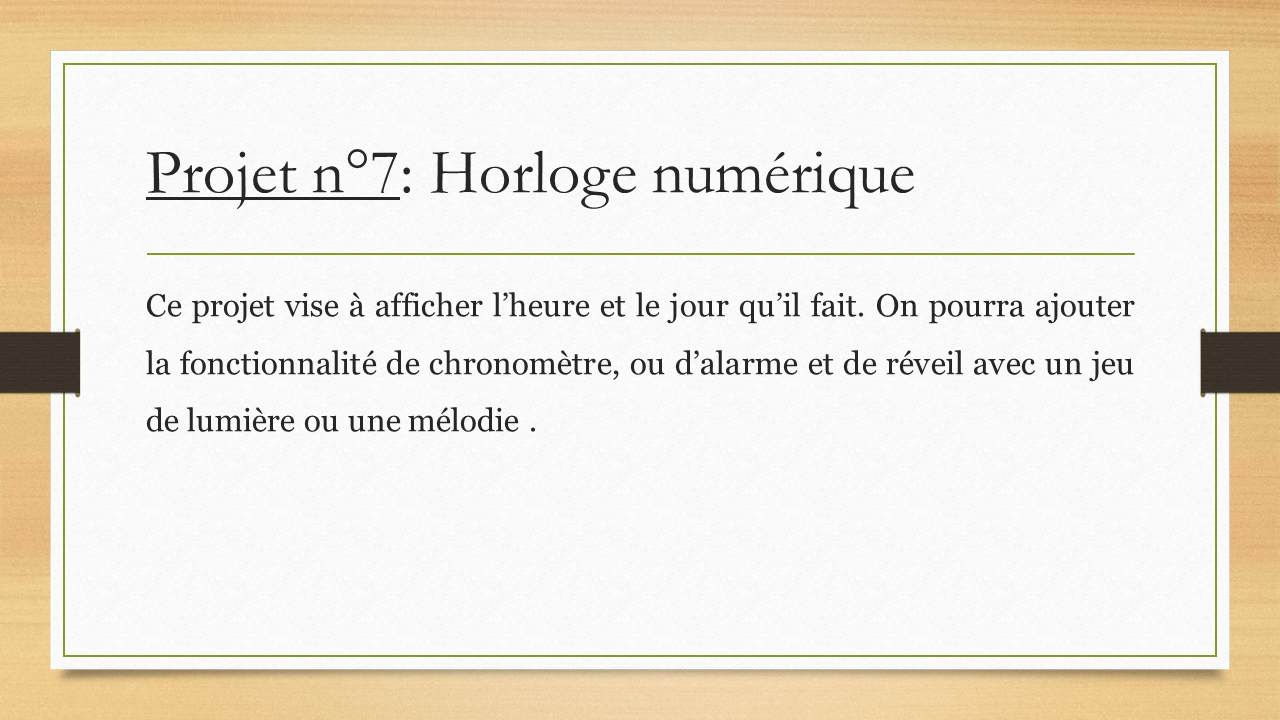 Projet n°7: Horloge numérique
Ce projet vise à afficher l’heure et le jour qu’il fait. On pourra ajouter
la fonctionnalité de chronomètre, ou d’alarme et de réveil avec un jeu
de lumière ou une mélodie .